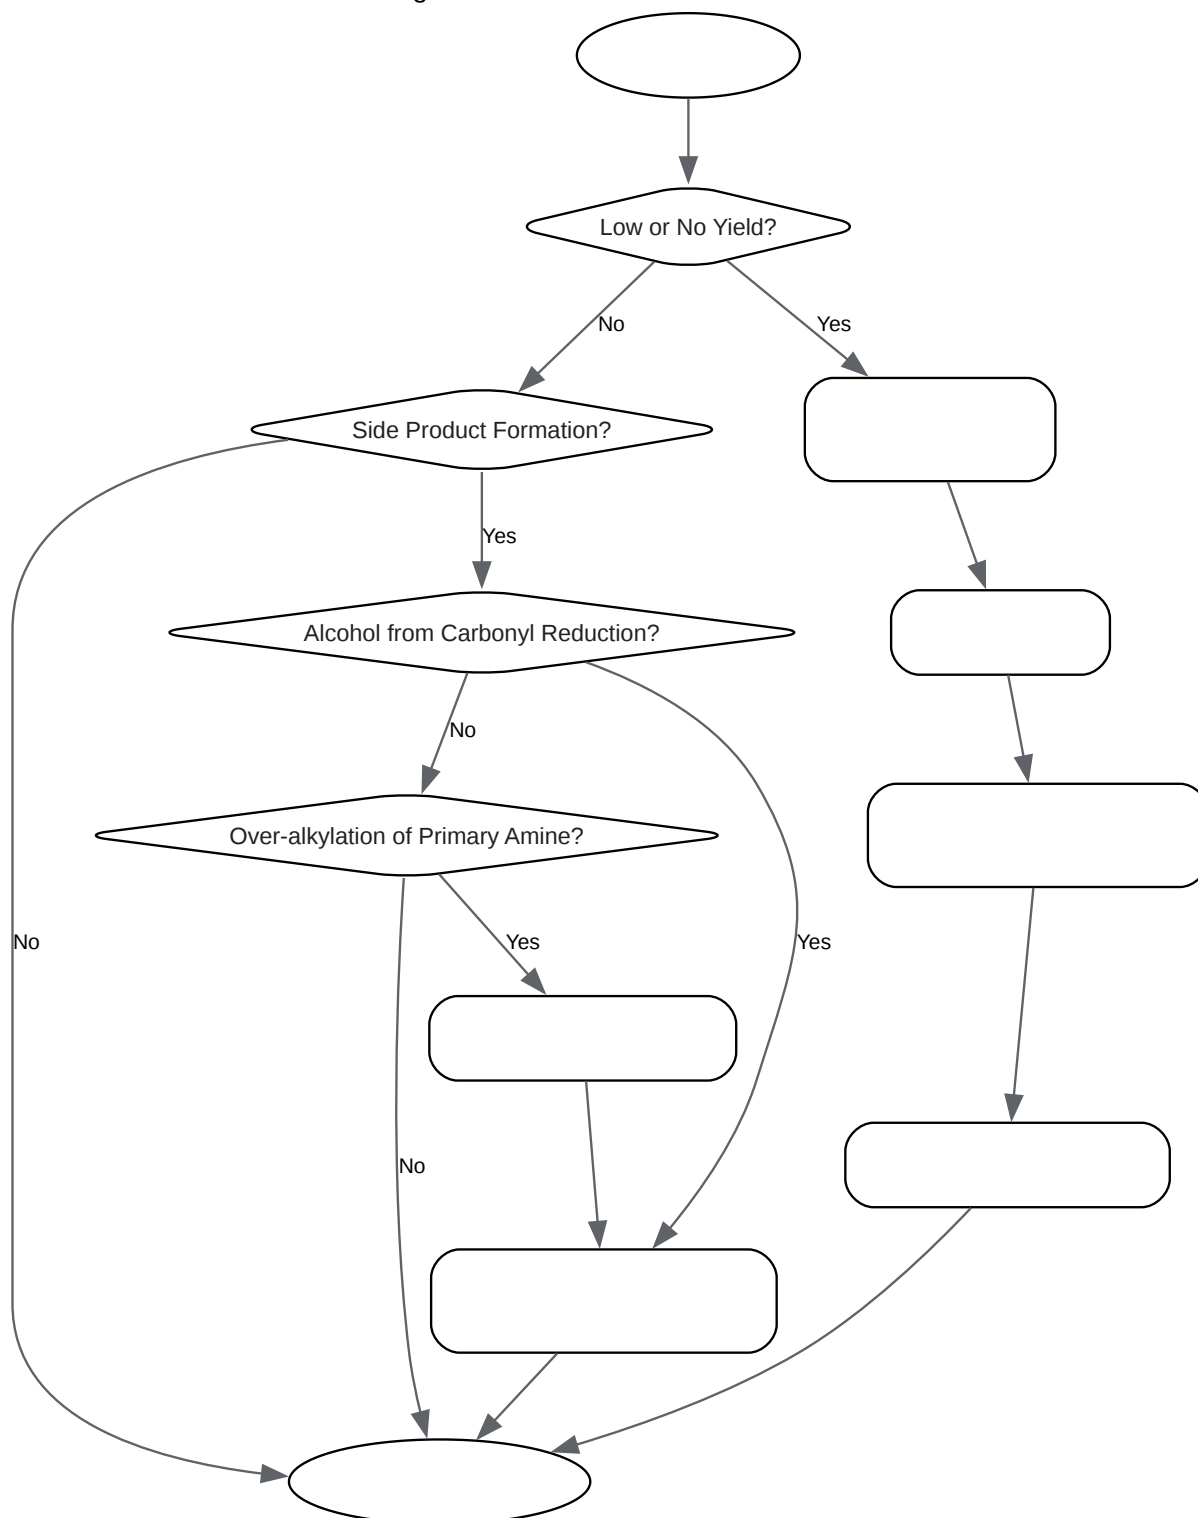 Low or No Yield?
No
Yes
Side Product Formation?
Yes
Alcohol from Carbonyl Reduction?
No
Over-alkylation of Primary Amine?
No
Yes
Yes
No